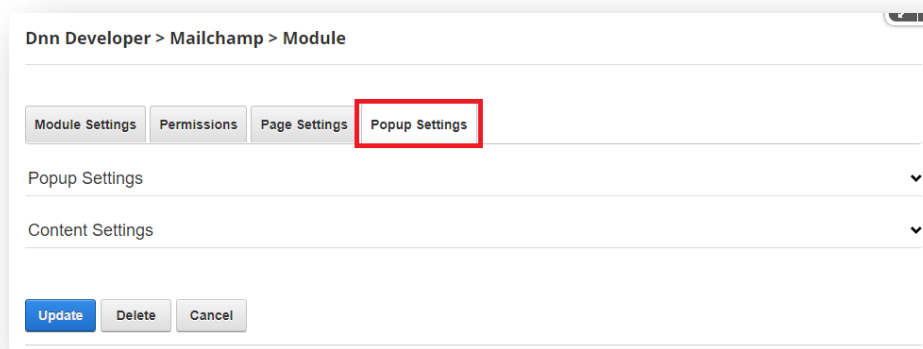 Dnn Developer > Mailchamp > Module
Module Settings Permissions Page Settings Popup Settings
Popup Settings
Content Settings
Update Delete Cancel